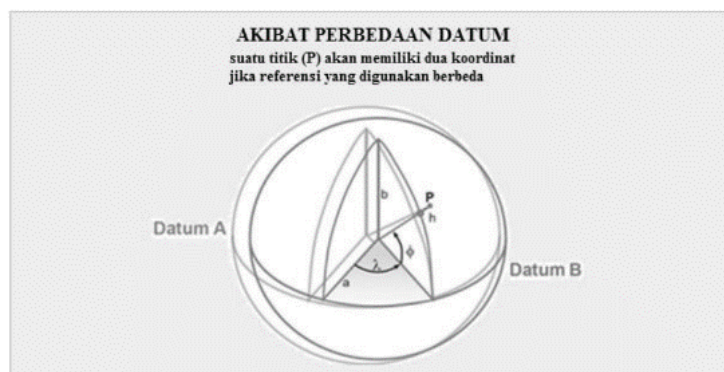 AKIBAT PERBEDAAN DATUM
suatu titik (P) akan memiliki dua koordinat
jika referensi yang digunakan berbeda
P
b
h
Datum A
ϕ
λ
Datum B
a